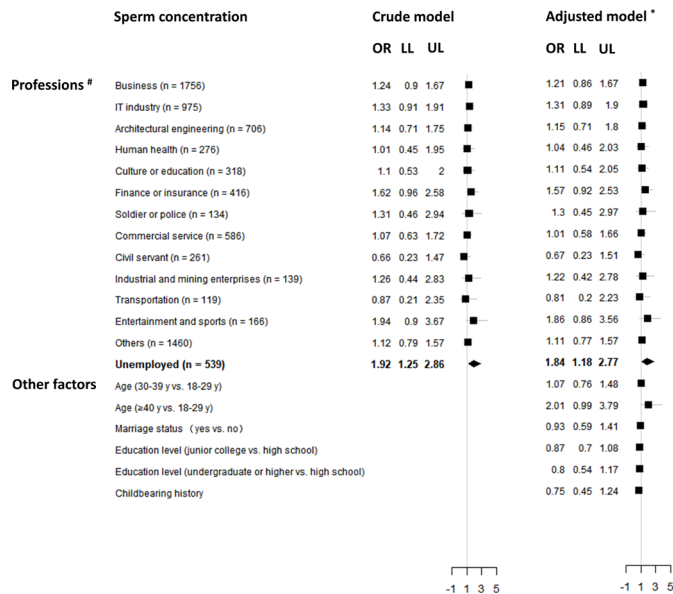 Sperm concentration Crude model Adjusted model *
OR LL UL OR LL UL
Professions # Business (n = 1756) 1.24 0.9 1.67 1.21 0.86 1.67
IT industry (n = 975) 1.33 0.91 1.91 1.31 0.89 1.9
Architectural engineering (n = 706) 1.14 0.71 1.75 1.15 0.71 1.8
Human health (n = 276) 1.01 0.45 1.95 1.04 0.46 2.03
Culture or education (n = 318) 1.1 0.53 2 1.11 0.54 2.05
Finance or insurance (n = 416) 1.62 0.96 2.58 1.57 0.92 2.53
Soldier or police (n = 134) 1.31 0.46 2.94 1.3 0.45 2.97
Commercial service (n = 586) 1.07 0.63 1.72 1.01 0.58 1.66
Civil servant (n = 261) 0.66 0.23 1.47 0.67 0.23 1.51
Industrial and mining enterprises (n = 139) 1.26 0.44 2.83 1.22 0.42 2.78
Transportation (n = 119) 0.87 0.21 2.35 0.81 0.2 2.23
Entertainment and sports (n = 166) 1.94 0.9 3.67 1.86 0.86 3.56
Others (n = 1460) 1.12 0.79 1.57 1.11 0.77 1.57
Unemployed (n = 539) 1.92 1.25 2.86 1.84 1.18 2.77
Other factors Age (30-39 y vs. 18-29 y) 1.07 0.76 1.48
Age (≥40 y vs. 18-29 y) 2.01 0.99 3.79
Marriage status (yes vs. no) 0.93 0.59 1.41
Education level (junior college vs. high school) 0.87 0.7 1.08
Education level (undergraduate or higher vs. high school) 0.8 0.54 1.17
Childbearing history 0.75 0.45 1.24
-1 1 3 5 -1 1 3 5